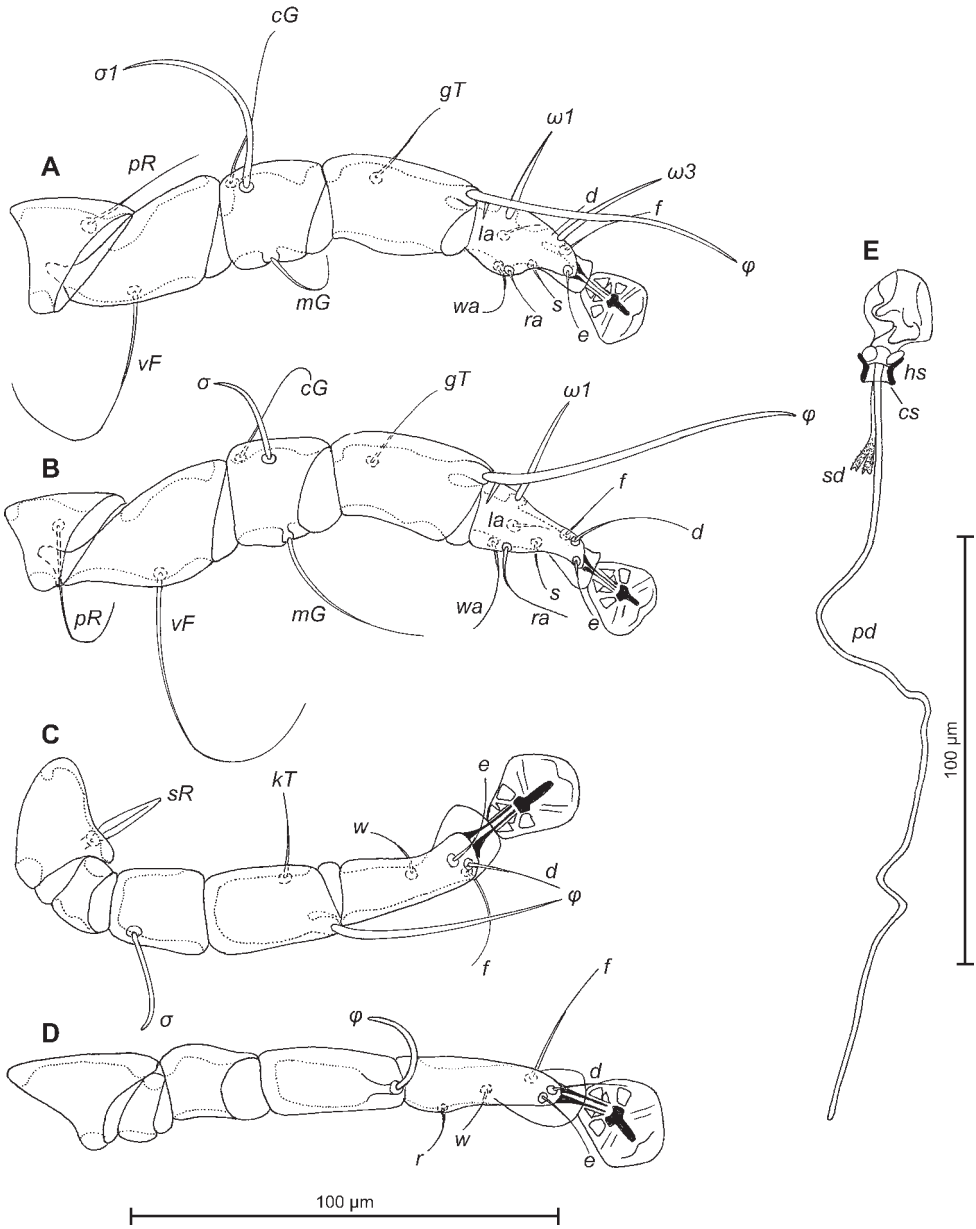 A
σ1
cG
gT
pR
ω1
ω3
d
f
la
φ
mG
wa
ra
s
e
vF
B
σ
cG
gT
ω1
φ
f
d
la
pR
vF
mG
wa
ra
s
e
C
sR
kT
w
e
d
φ
f
σ
D
φ
f
d
r
w
e
100 µm
E
hs
cs
sd
pd
100 µm